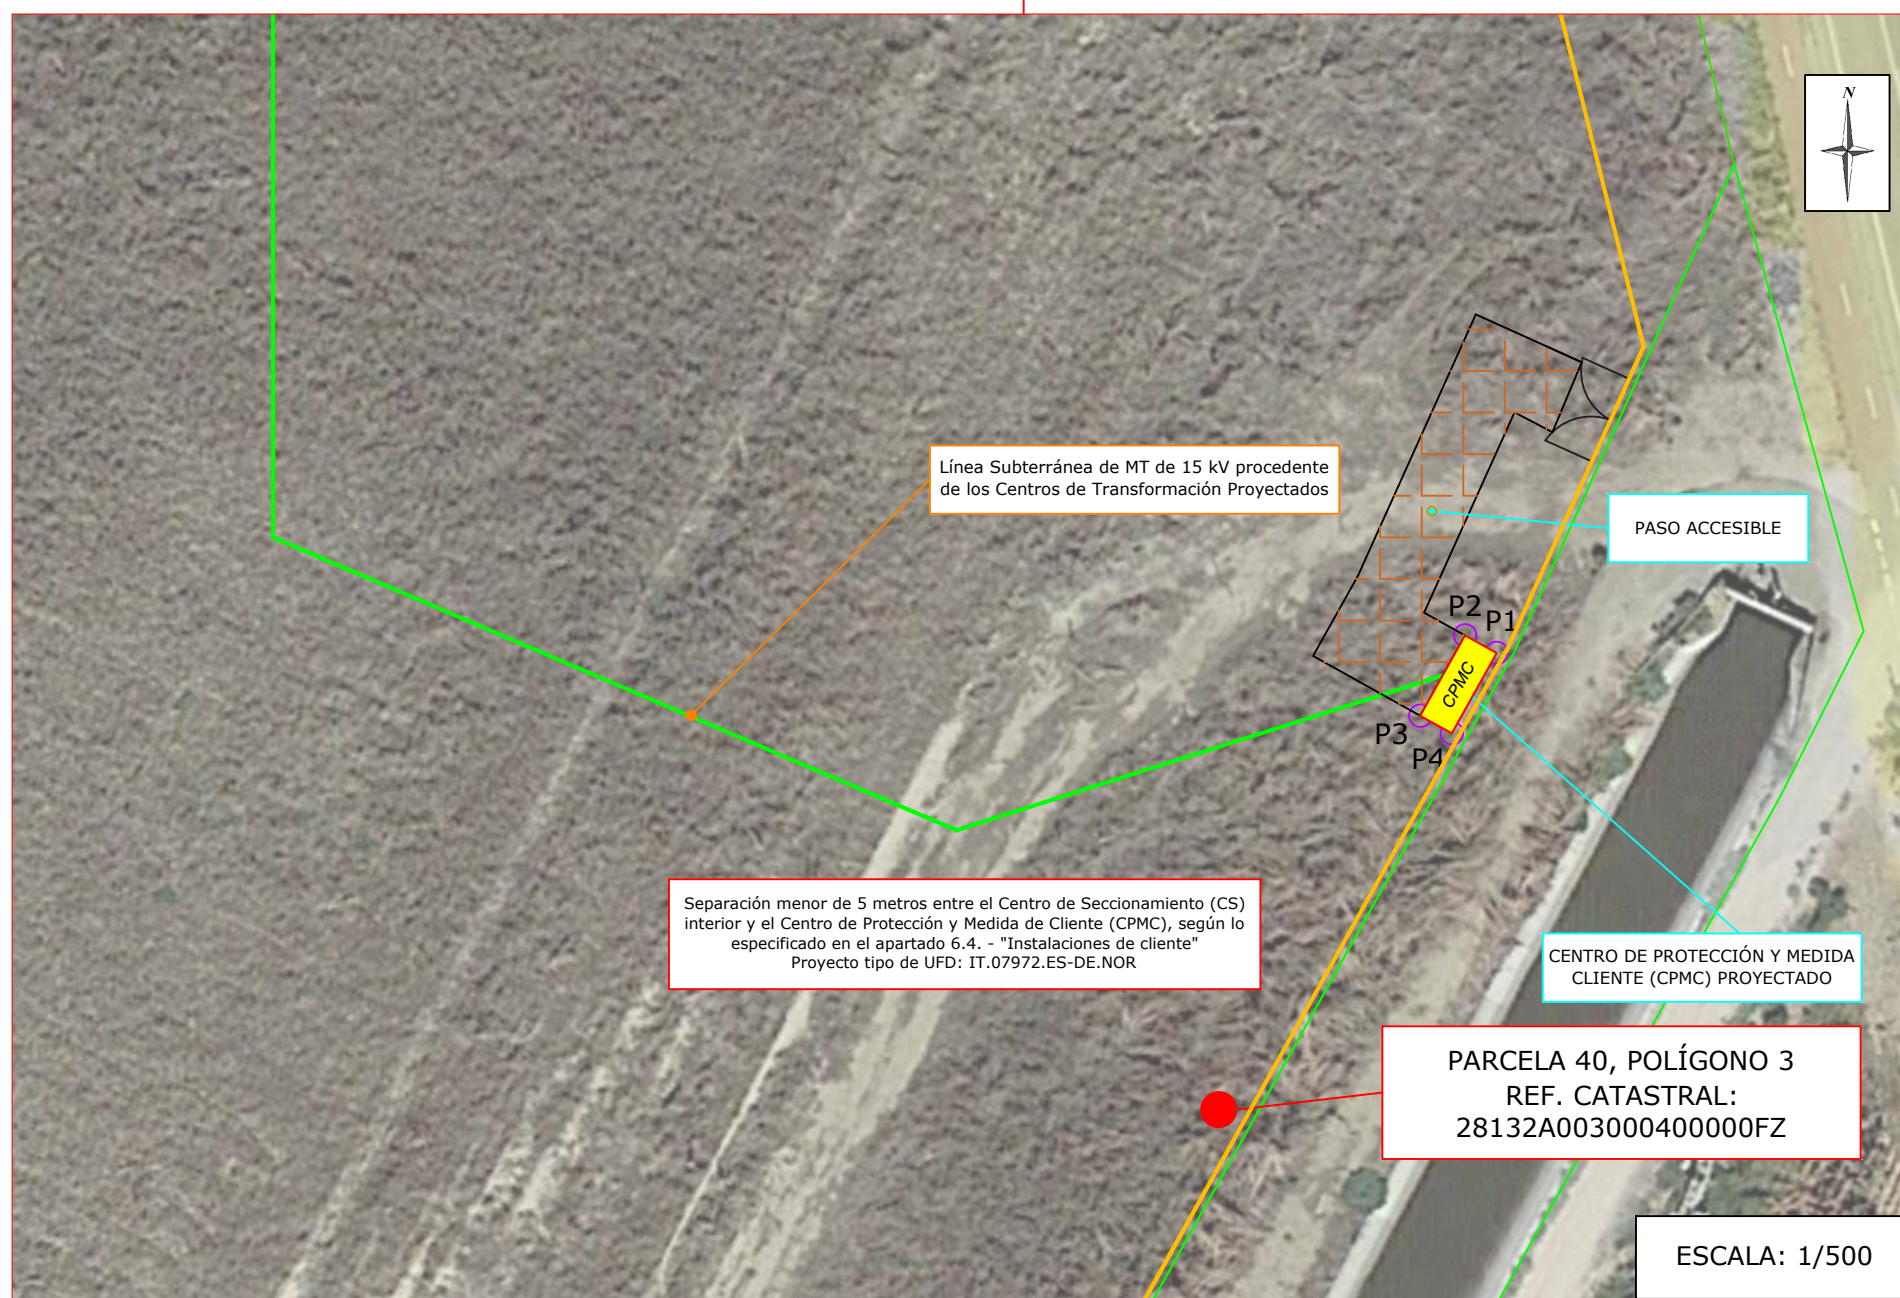 N
Línea Subterránea de MT de 15 kV procedente
de los Centros de Transformación Proyectados
PASO ACCESIBLE
P2
P1
CPMC
P3
P4
Separación menor de 5 metros entre el Centro de Seccionamiento (CS)
interior y el Centro de Protección y Medida de Cliente (CPMC), según lo
especificado en el apartado 6.4. - "Instalaciones de cliente"
Proyecto tipo de UFD: IT.07972.ES-DE.NOR
CENTRO DE PROTECCIÓN Y MEDIDA
CLIENTE (CPMC) PROYECTADO
PARCELA 40, POLÍGONO 3
REF. CATASTRAL:
28132A003000400000FZ
ESCALA: 1/500